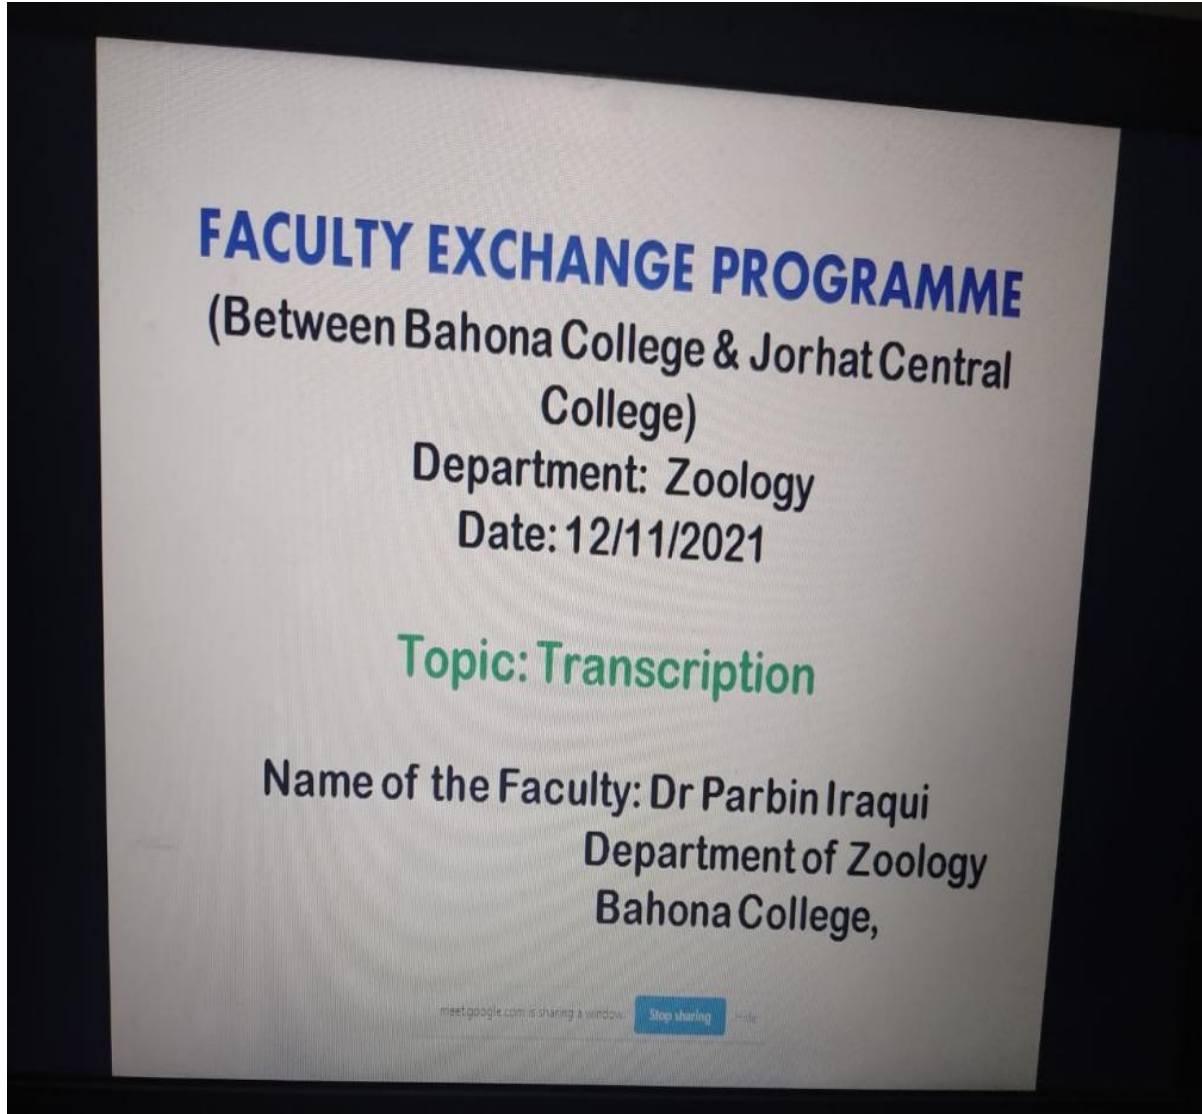 FACULTY EXCHANGE PROGRAMME
(Between Bahona College & Jorhat Central
College)
Department: Zoology
Date: 12/11/2021
Topic: Transcription
Name of the Faculty: Dr Parbin Iraqui
Department of Zoology
Bahona College,
meet.google.com is sharing a window. Stop sharing Hide